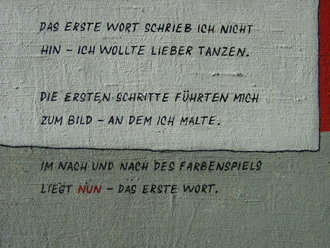 DAS ERSTE WORT SCHRIEB ICH NICHT
HIN – ICH WOLLTE LIEBER TANZEN.
DIE ERSTEN SCHRITTE FÜHRTEN MICH
ZUM BILD – AN DEM ICH MALTE.
IM NACH UND NACH DES FARBENSPIELS
LIEGT NUN – DAS ERSTE WORT.